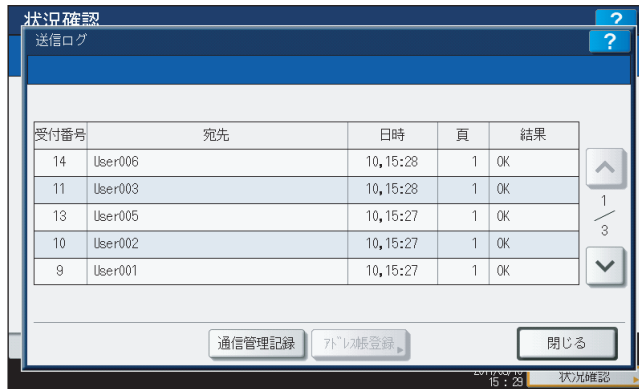 状況確認
?
送信ログ
?
受付番号 宛先 日時 頁 結果
14 User006 10,15:28 1 OK
11 User003 10,15:28 1 OK
13 User005 10,15:27 1 OK
10 User002 10,15:27 1 OK
9 User001 10,15:27 1 OK
1
/
3
通信管理記録 ｱﾄﾞﾚｽ帳登録 閉じる
15:29 状況確認